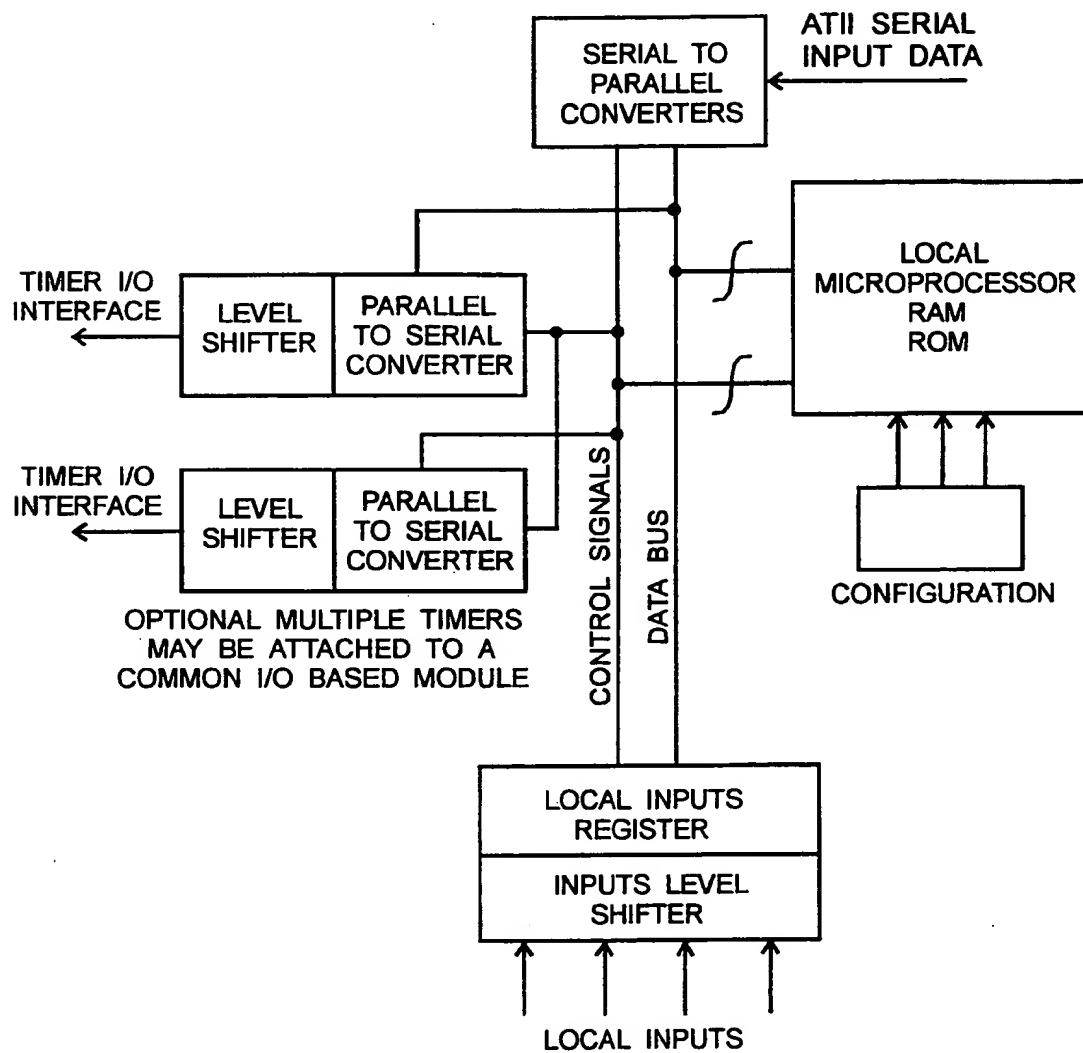 ATII SERIAL
INPUT DATA
SERIAL TO
PARALLEL
CONVERTERS
LOCAL
MICROPROCESSOR
RAM
ROM
TIMER I/O
INTERFACE
LEVEL
SHIFTER
PARALLEL
TO SERIAL
CONVERTER
TIMER I/O
INTERFACE
LEVEL
SHIFTER
PARALLEL
TO SERIAL
CONVERTER
OPTIONAL MULTIPLE TIMERS
MAY BE ATTACHED TO A
COMMON I/O BASED MODULE
CONTROL SIGNALS
DATA BUS
CONFIGURATION
LOCAL INPUTS
REGISTER
INPUTS LEVEL
SHIFTER
LOCAL INPUTS